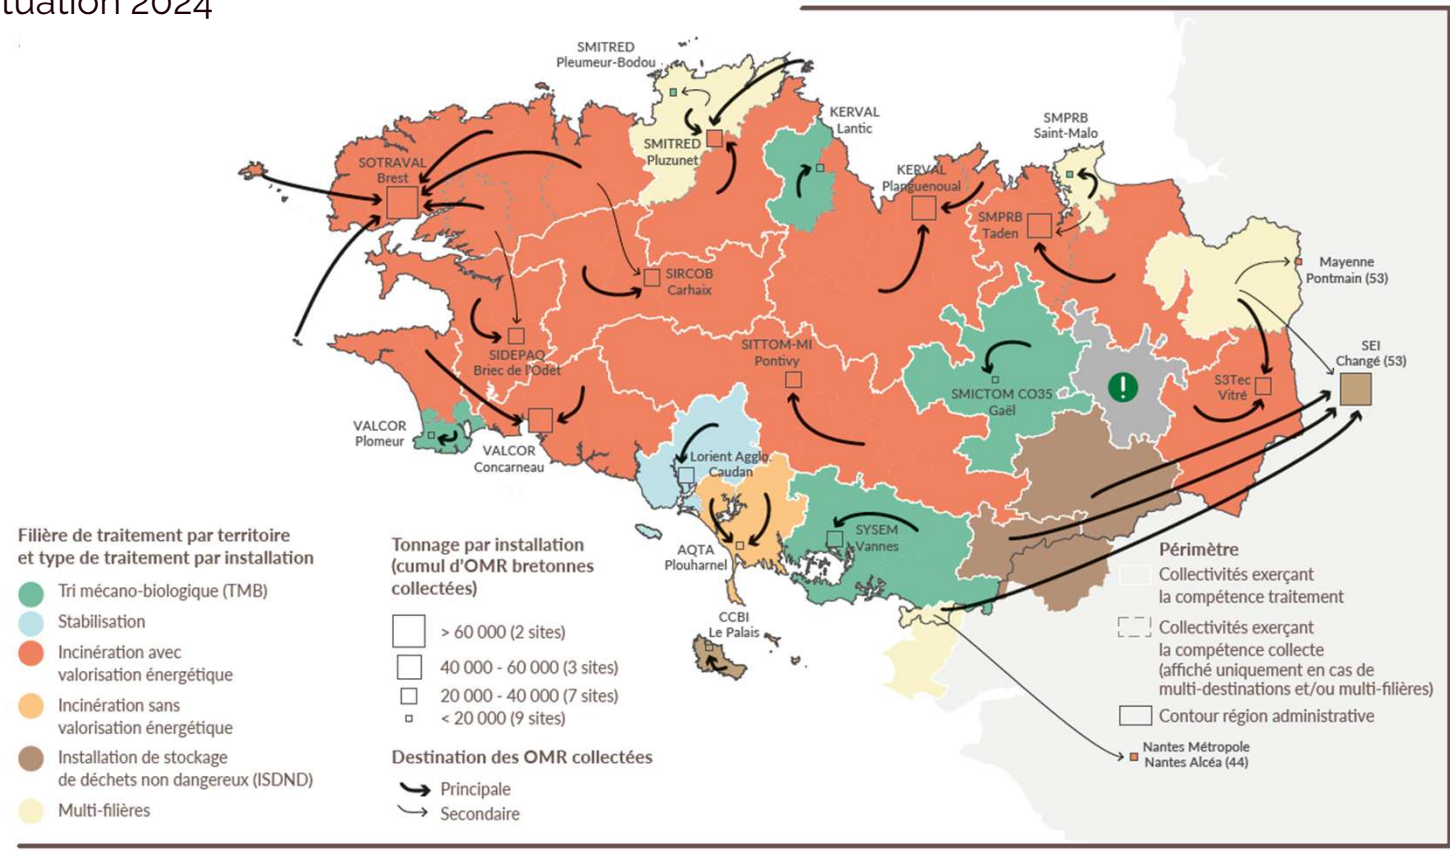 tuation 2024
SMITRED
Pleumeur-Bodou
KERVAL
Lantic
SMPRB
Saint-Malo
SOTRAVAL
Brest
SMITRED
Pluzunet
KERVAL
Planguenoual
SMPRB
Taden
SIRCOB
Carhaix
Mayenne
Pontmain (53)
SIDEPAQ
Briec de l'Odet
SITTOM-MI
Pontivy
SEI
Changé (53)
SMICTOM CO35
Gaël
!
S3Tec
Vitré
VALCOR
Plomeur
VALCOR
Concarneau
Lorient Agglo
Caudan
AQTA
Plouharnel
SYSEM
Vannes
CCBI
Le Palais
Nantes Métropole
Nantes Alcéa (44)
Filière de traitement par territoire
et type de traitement par installation
Tri mécano-biologique (TMB)
Stabilisation
Incinération avec
valorisation énergétique
Incinération sans
valorisation énergétique
Installation de stockage
de déchets non dangereux (ISDND)
Multi-filières
Tonnage par installation
(cumul d'OMR bretonnes
collectées)
> 60 000 (2 sites)
40 000 - 60 000 (3 sites)
20 000 - 40 000 (7 sites)
< 20 000 (9 sites)
Destination des OMR collectées
Principale
Secondaire
Périmètre
Collectivités exerçant
la compétence traitement
Collectivités exerçant
la compétence collecte
(affiché uniquement en cas de
multi-destinations et/ou multi-filières)
Contour région administrative